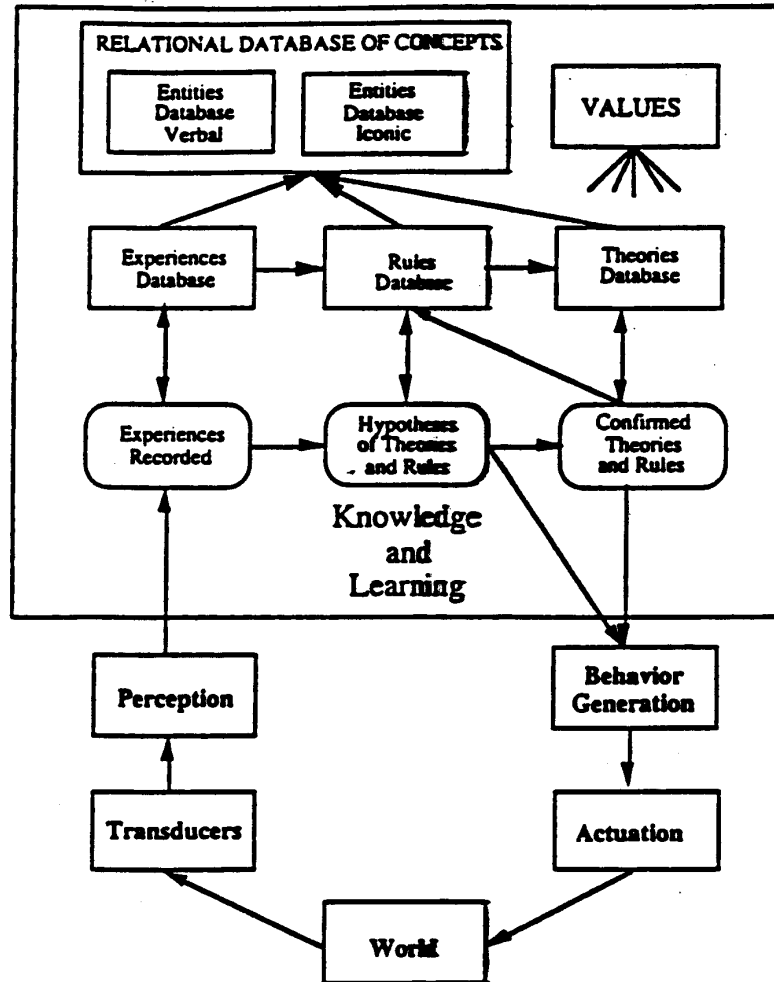 RELATIONAL DATABASE OF CONCEPTS
Entities
Database
Verbal
Entities
Database
Iconic
VALUES
Experiences
Database
Rules
Database
Theories
Database
Experiences
Recorded
Hypotheses
of Theories
and Rules
Confirmed
Theories
and Rules
Knowledge
and
Learning
Perception
Behavior
Generation
Transducers
Actuation
World